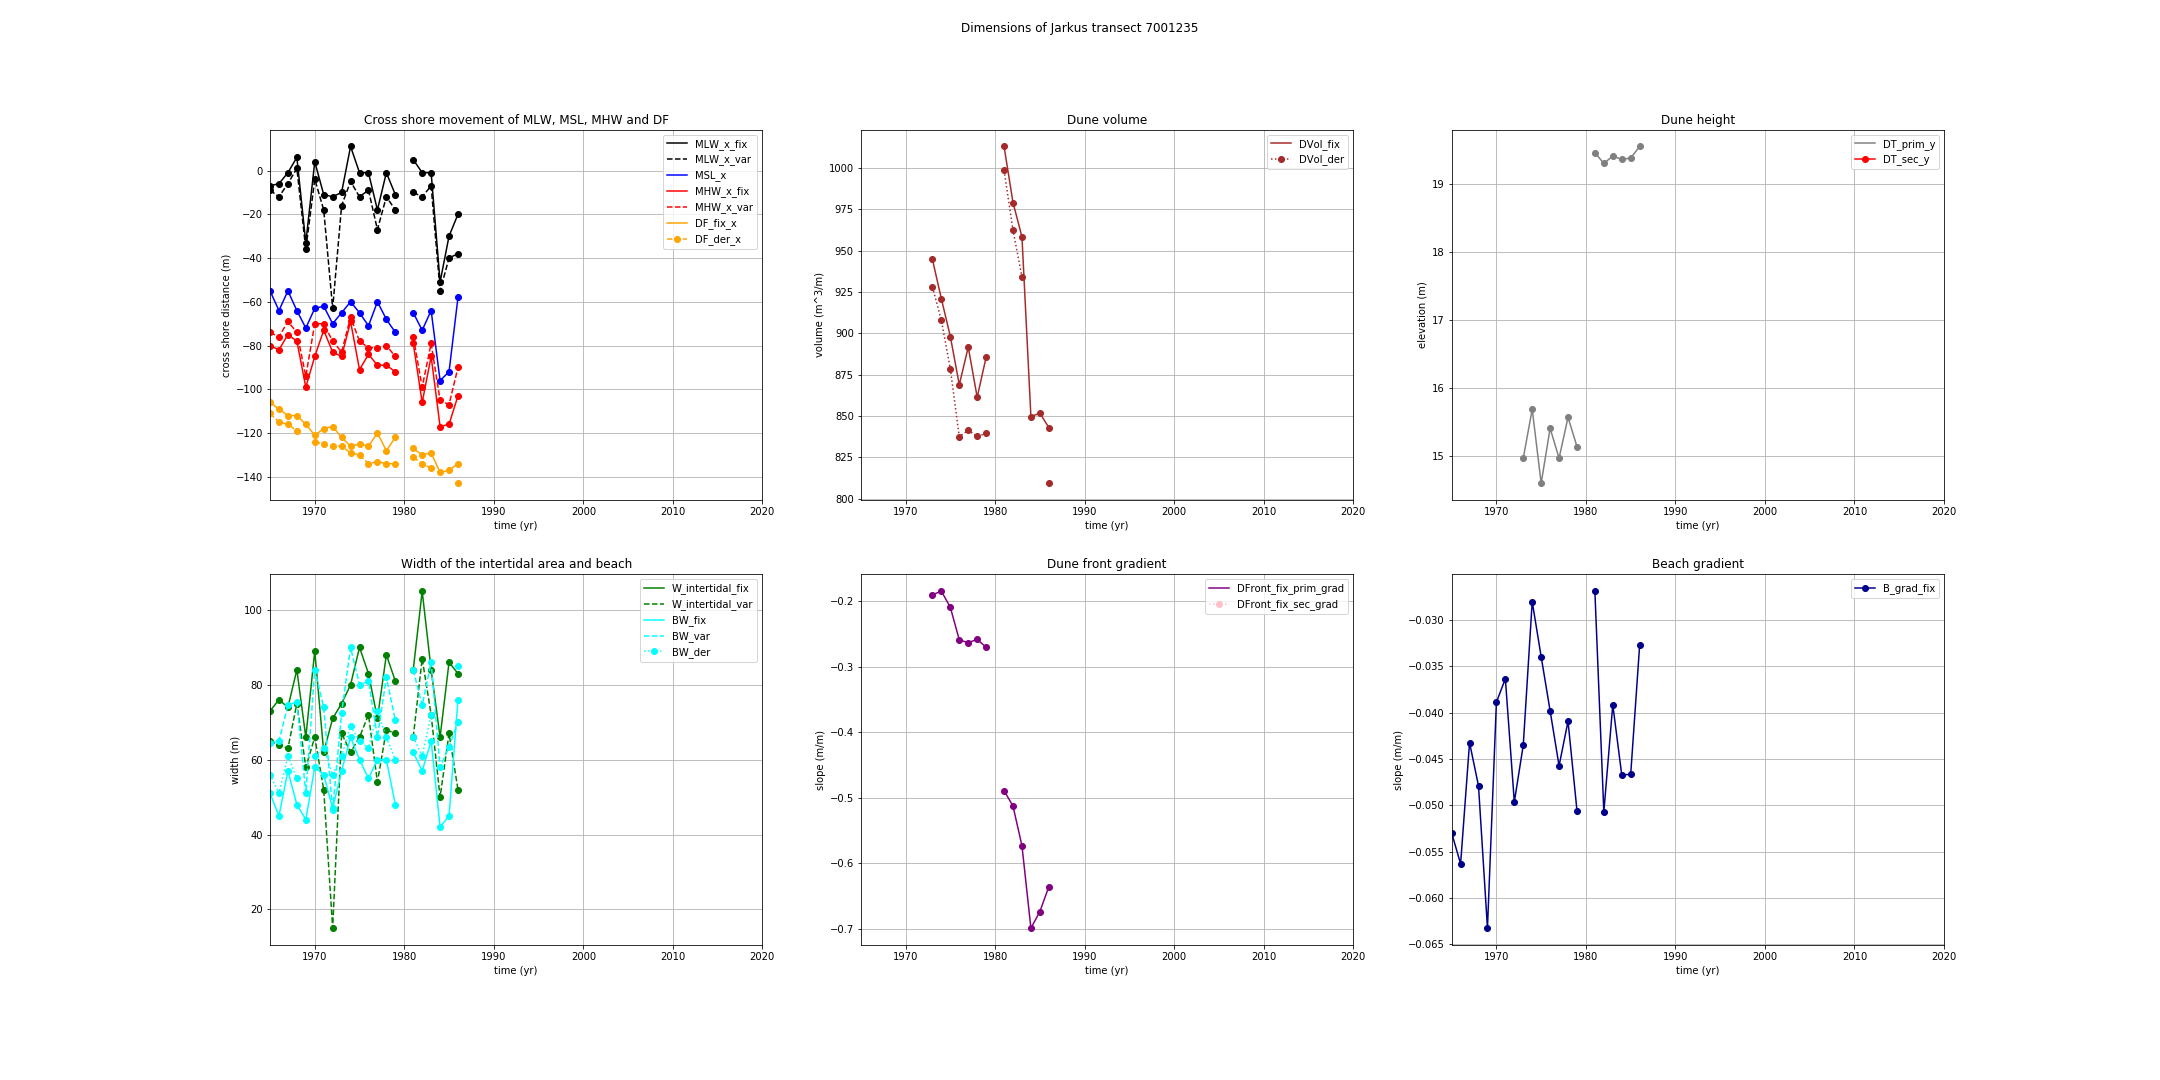 Dimensions of Jarkus transect 7001235
Cross shore movement of MLW, MSL, MHW and DF
cross shore distance (m)
0
−20
−40
−60
−80
−100
−120
−140
MLW_x_fix
MLW_x_var
MSL_x
MHW_x_fix
MHW_x_var
DF_fix_x
DF_der_x
1970 1980 1990 2000 2010 2020
time (yr)
Dune volume
volume (m^3/m)
1000
975
950
925
900
875
850
825
800
DVol_fix
DVol_der
1970 1980 1990 2000 2010 2020
time (yr)
Dune height
elevation (m)
19
18
17
16
15
DT_prim_y
DT_sec_y
1970 1980 1990 2000 2010 2020
time (yr)
Width of the intertidal area and beach
width (m)
100
80
60
40
20
W_intertidal_fix
W_intertidal_var
BW_fix
BW_var
BW_der
1970 1980 1990 2000 2010 2020
time (yr)
Dune front gradient
slope (m/m)
−0.2
−0.3
−0.4
−0.5
−0.6
−0.7
DFront_fix_prim_grad
DFront_fix_sec_grad
1970 1980 1990 2000 2010 2020
time (yr)
Beach gradient
slope (m/m)
−0.030
−0.035
−0.040
−0.045
−0.050
−0.055
−0.060
−0.065
B_grad_fix
1970 1980 1990 2000 2010 2020
time (yr)